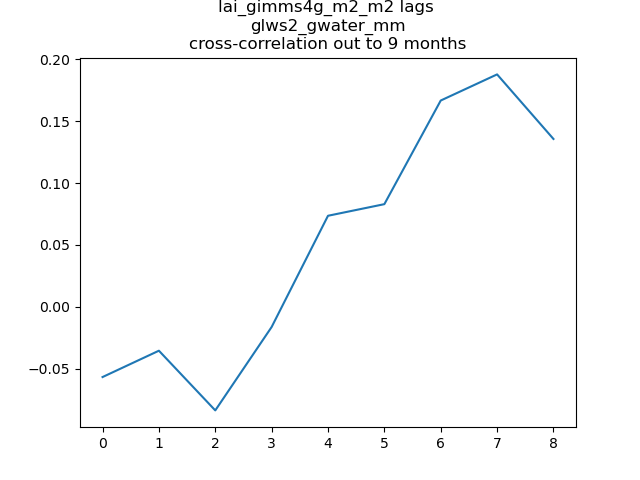 lai_gimms4g_m2_m2 lags
glws2_gwater_mm
cross-correlation out to 9 months
0.20
0.15
0.10
0.05
0.00
−0.05
0 1 2 3 4 5 6 7 8